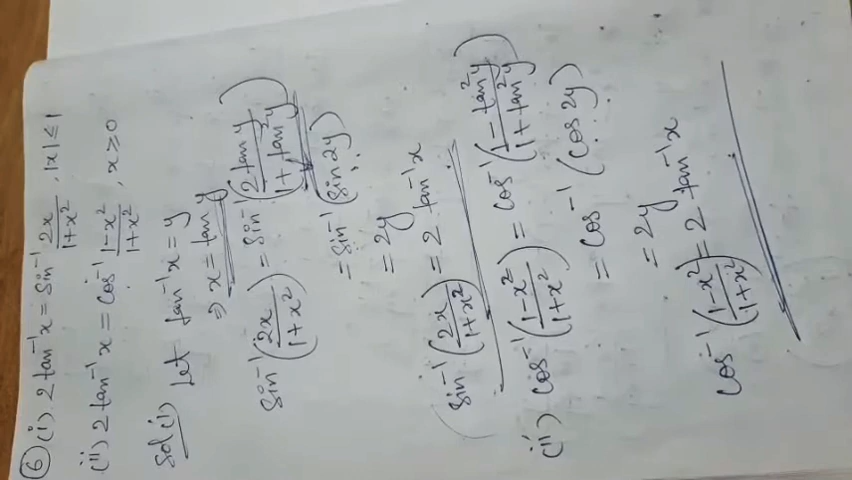 ⑥ (i) 2 tan⁻¹x = sin⁻¹ 2x/1+x², |x| ≤ 1
(ii) 2 tan⁻¹x = cos⁻¹ 1-x²/1+x², x ≥ 0
Sol (i) Let tan⁻¹x = y
⇒ x = tan y
sin⁻¹(2x/1+x²) = sin⁻¹(2 tan y/1+tan²y)
= sin⁻¹(sin 2y)
= 2y
sin⁻¹(2x/1+x²) = 2 tan⁻¹x
(ii) cos⁻¹(1-x²/1+x²) = cos⁻¹(1-tan²y/1+tan²y)
= cos⁻¹(cos 2y)
= 2y
cos⁻¹(1-x²/1+x²) = 2 tan⁻¹x